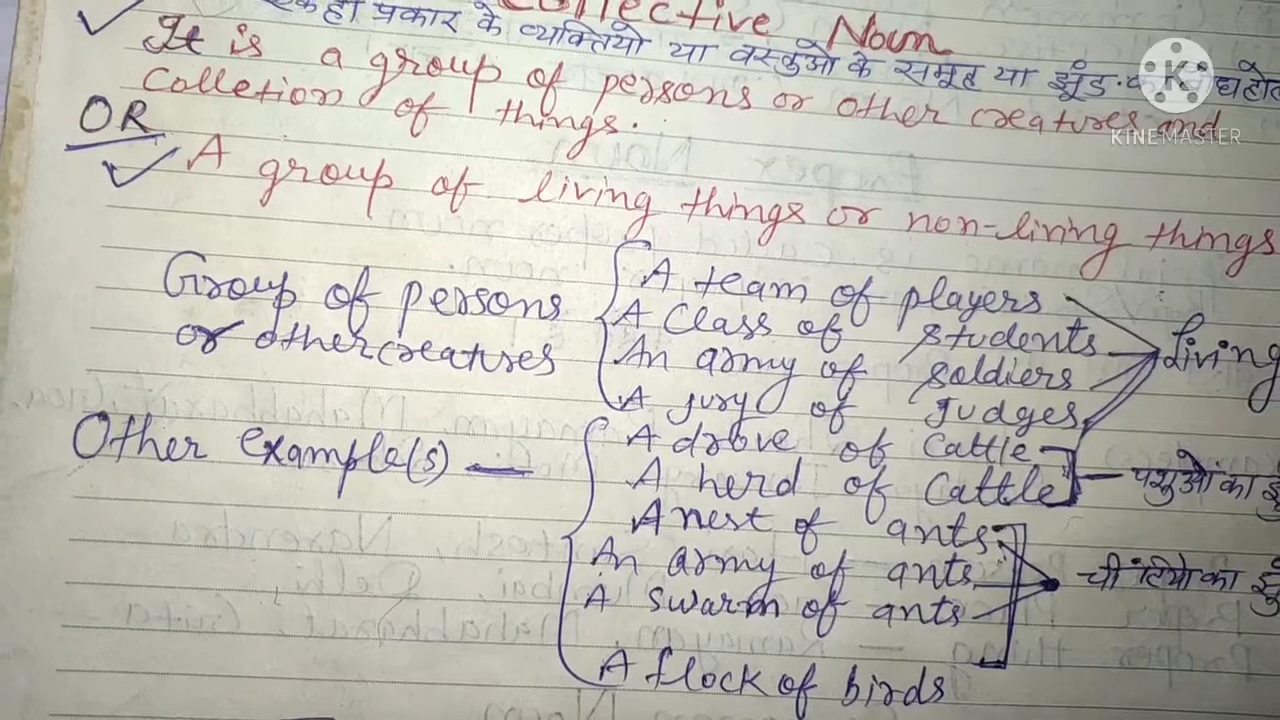 Collective Noun
प्रकार के व्यक्तियो या वस्तुओ के समूह या झूंड
It is a group of persons or other creatures and
Colletion of things.
OR
A group of living things or non-living things
Group of persons
or other creatures
A team of players
A Class of students
An army of soldiers
A jury of judges
Living
Other example(s) —
A drove of Cattle
A herd of Cattle
पशुओ का
A nest of ants
An army of ants
A swarm of ants
चीटियो का
A flock of birds
KINEMASTER